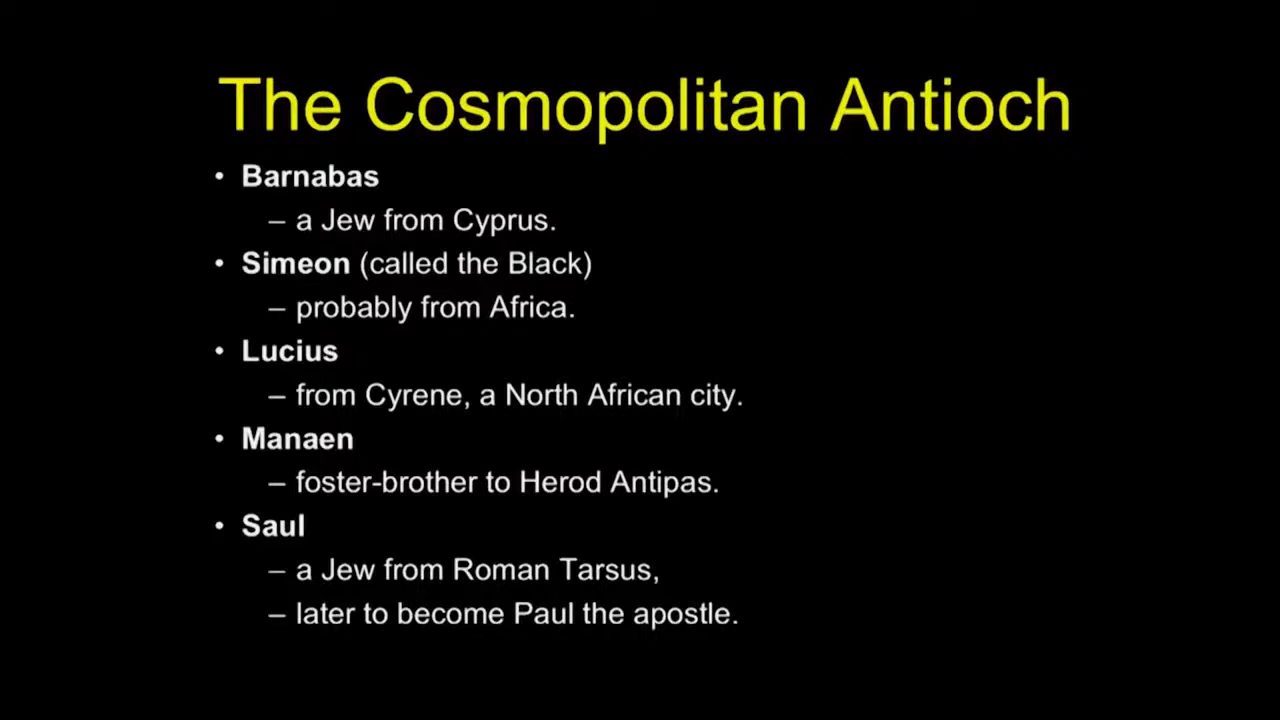 The Cosmopolitan Antioch
• Barnabas
– a Jew from Cyprus.
• Simeon (called the Black)
– probably from Africa.
• Lucius
– from Cyrene, a North African city.
• Manaen
– foster-brother to Herod Antipas.
• Saul
– a Jew from Roman Tarsus,
– later to become Paul the apostle.